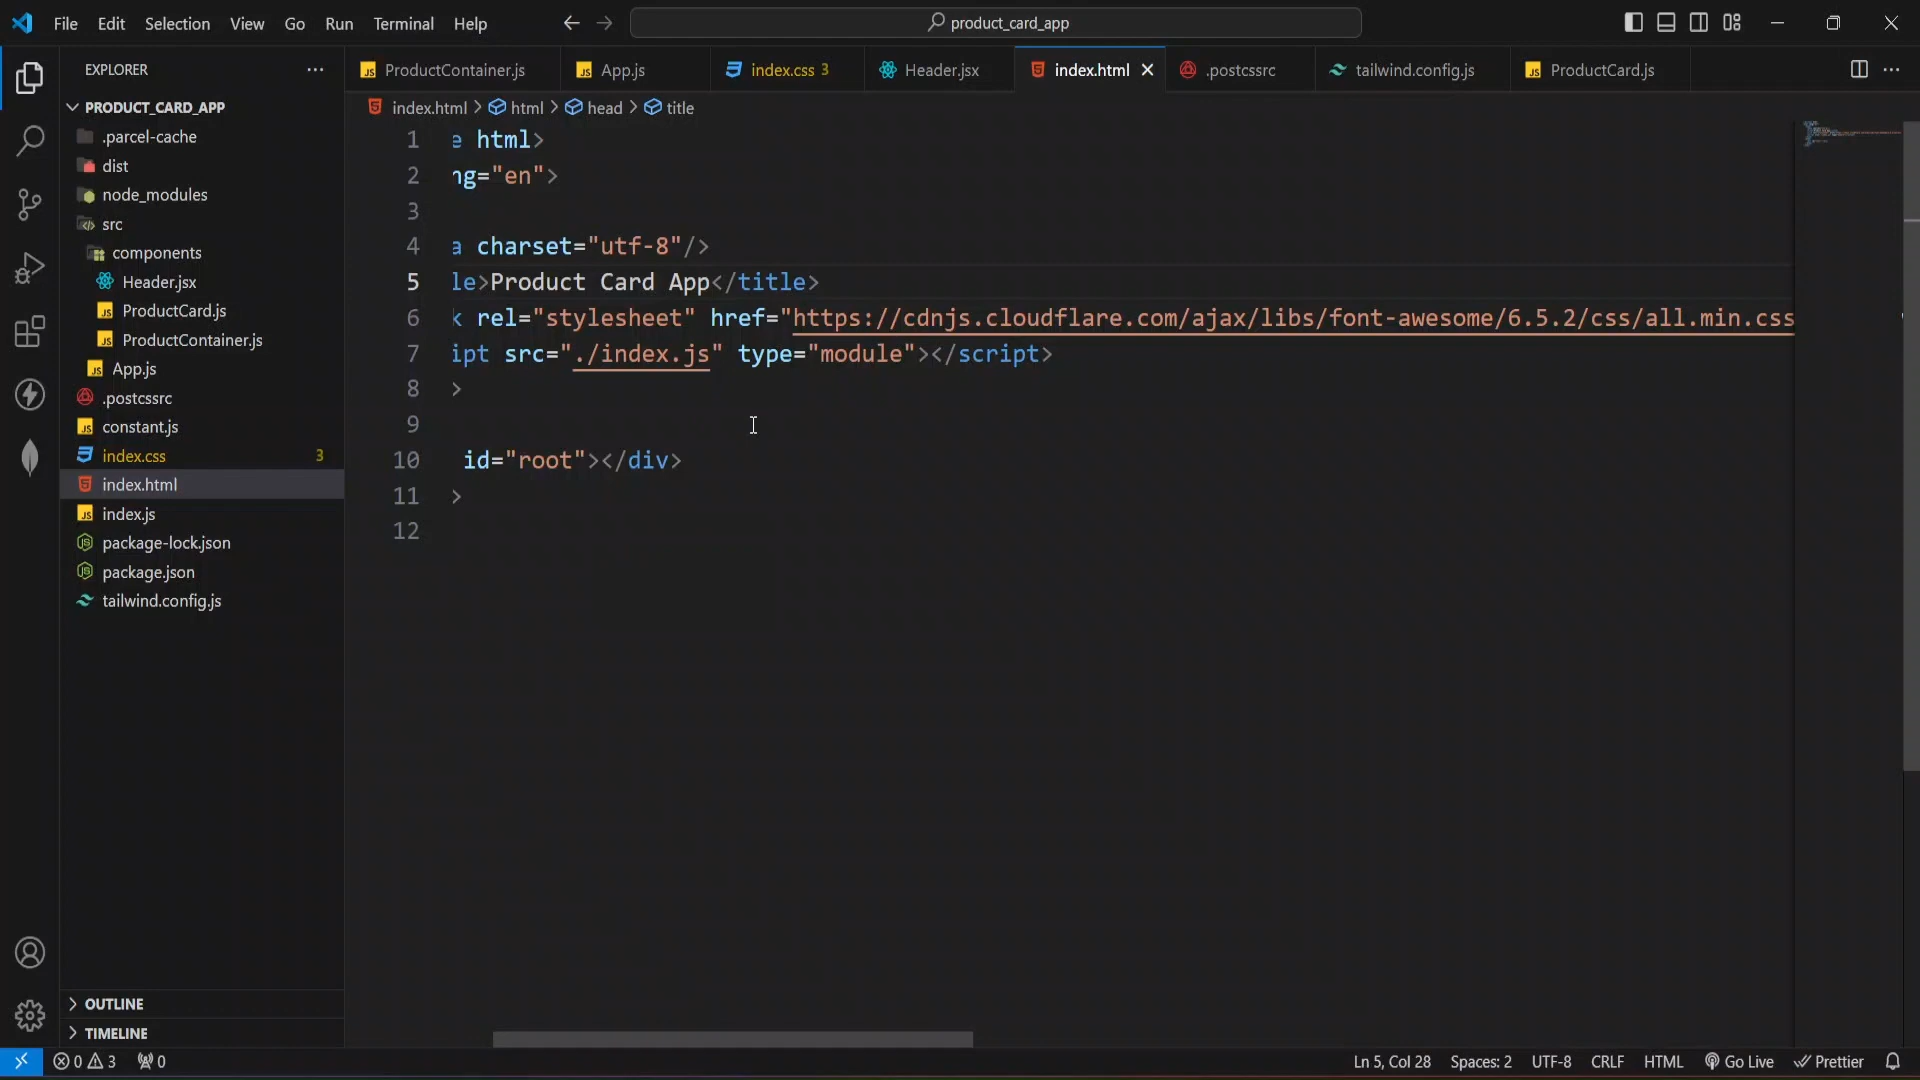 File Edit Selection View Go Run Terminal Help
product_card_app
EXPLORER
PRODUCT_CARD_APP
.parcel-cache
dist
node_modules
src
components
Header.jsx
ProductCard.js
ProductContainer.js
App.js
.postcssrc
constant.js
index.css 3
index.html
index.js
package-lock.json
package.json
tailwind.config.js
OUTLINE
TIMELINE
ProductContainer.js App.js index.css 3 Header.jsx index.html .postcssrc tailwind.config.js ProductCard.js
index.html > html > head > title
1 e html>
2 ng="en">
3
4 a charset="utf-8"/>
5 le>Product Card App</title>
6 k rel="stylesheet" href="https://cdnjs.cloudflare.com/ajax/libs/font-awesome/6.5.2/css/all.min.css
7 ipt src="./index.js" type="module"></script>
8 >
9
10 id="root"></div>
11 >
12
0 3 0 Ln 5, Col 28 Spaces: 2 UTF-8 CRLF HTML Go Live Prettier